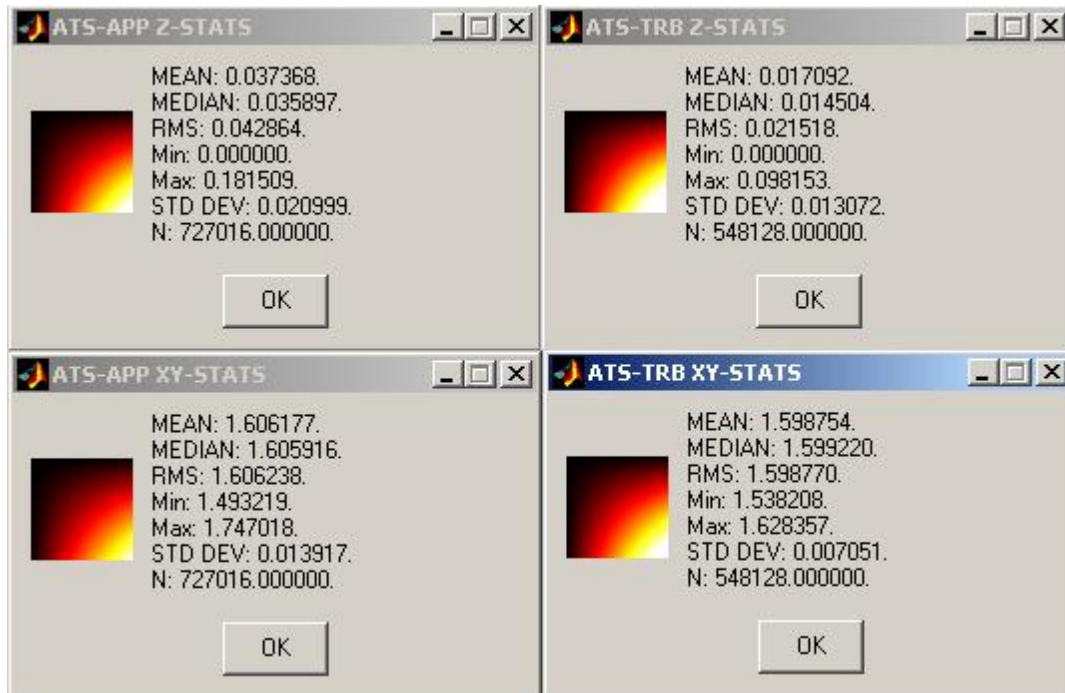 ATS-APP Z-STATS
MEAN: 0.037368.
MEDIAN: 0.035897.
RMS: 0.042864.
Min: 0.000000.
Max: 0.181509.
STD DEV: 0.020999.
N: 727016.000000.
OK
ATS-TRB Z-STATS
MEAN: 0.017092.
MEDIAN: 0.014504.
RMS: 0.021518.
Min: 0.000000.
Max: 0.098153.
STD DEV: 0.013072.
N: 548128.000000.
OK
ATS-APP XY-STATS
MEAN: 1.606177.
MEDIAN: 1.605916.
RMS: 1.606238.
Min: 1.493219.
Max: 1.747018.
STD DEV: 0.013917.
N: 727016.000000.
OK
ATS-TRB XY-STATS
MEAN: 1.598754.
MEDIAN: 1.599220.
RMS: 1.598770.
Min: 1.538208.
Max: 1.628357.
STD DEV: 0.007051.
N: 548128.000000.
OK